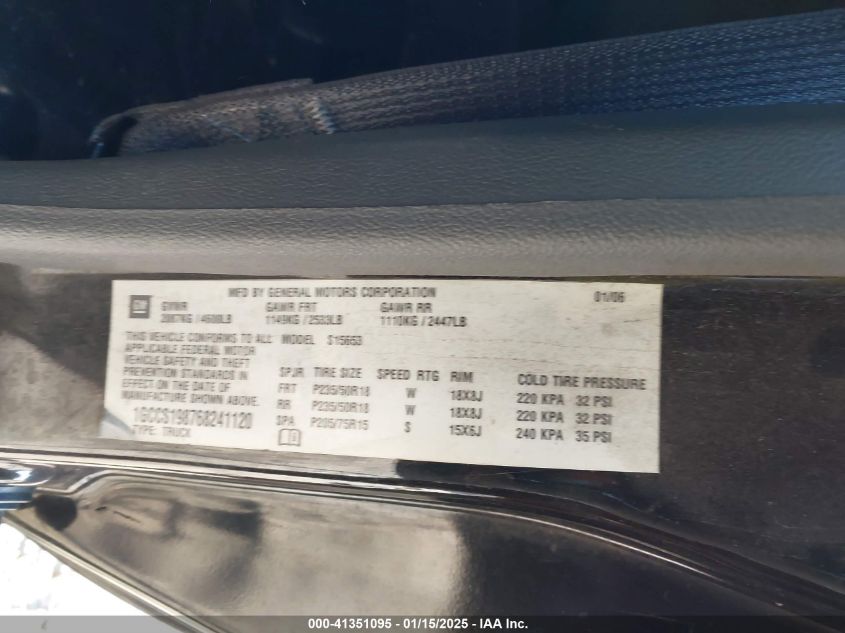 MFD BY GENERAL MOTORS CORPORATION 01/06
GM GVWR GAWR FRT GAWR RR
1149KG / 2533LB 1110KG / 2447LB
THIS VEHICLE CONFORMS TO ALL MODEL S15653
APPLICABLE FEDERAL MOTOR
VEHICLE SAFETY AND THEFT
PREVENTION STANDARDS IN
EFFECT ON THE DATE OF
MANUFACTURE SHOWN ABOVE.
1GCCS198768241120
TYPE: TRUCK
SPJR TIRE SIZE SPEED RTG RIM COLD TIRE PRESSURE
FRT P235/50R18 W 18X8J 220 KPA 32 PSI
RR P235/50R18 W 18X8J 220 KPA 32 PSI
SPA P205/75R15 S 15X6J 240 KPA 35 PSI
000-41351095 - 01/15/2025 - IAA Inc.